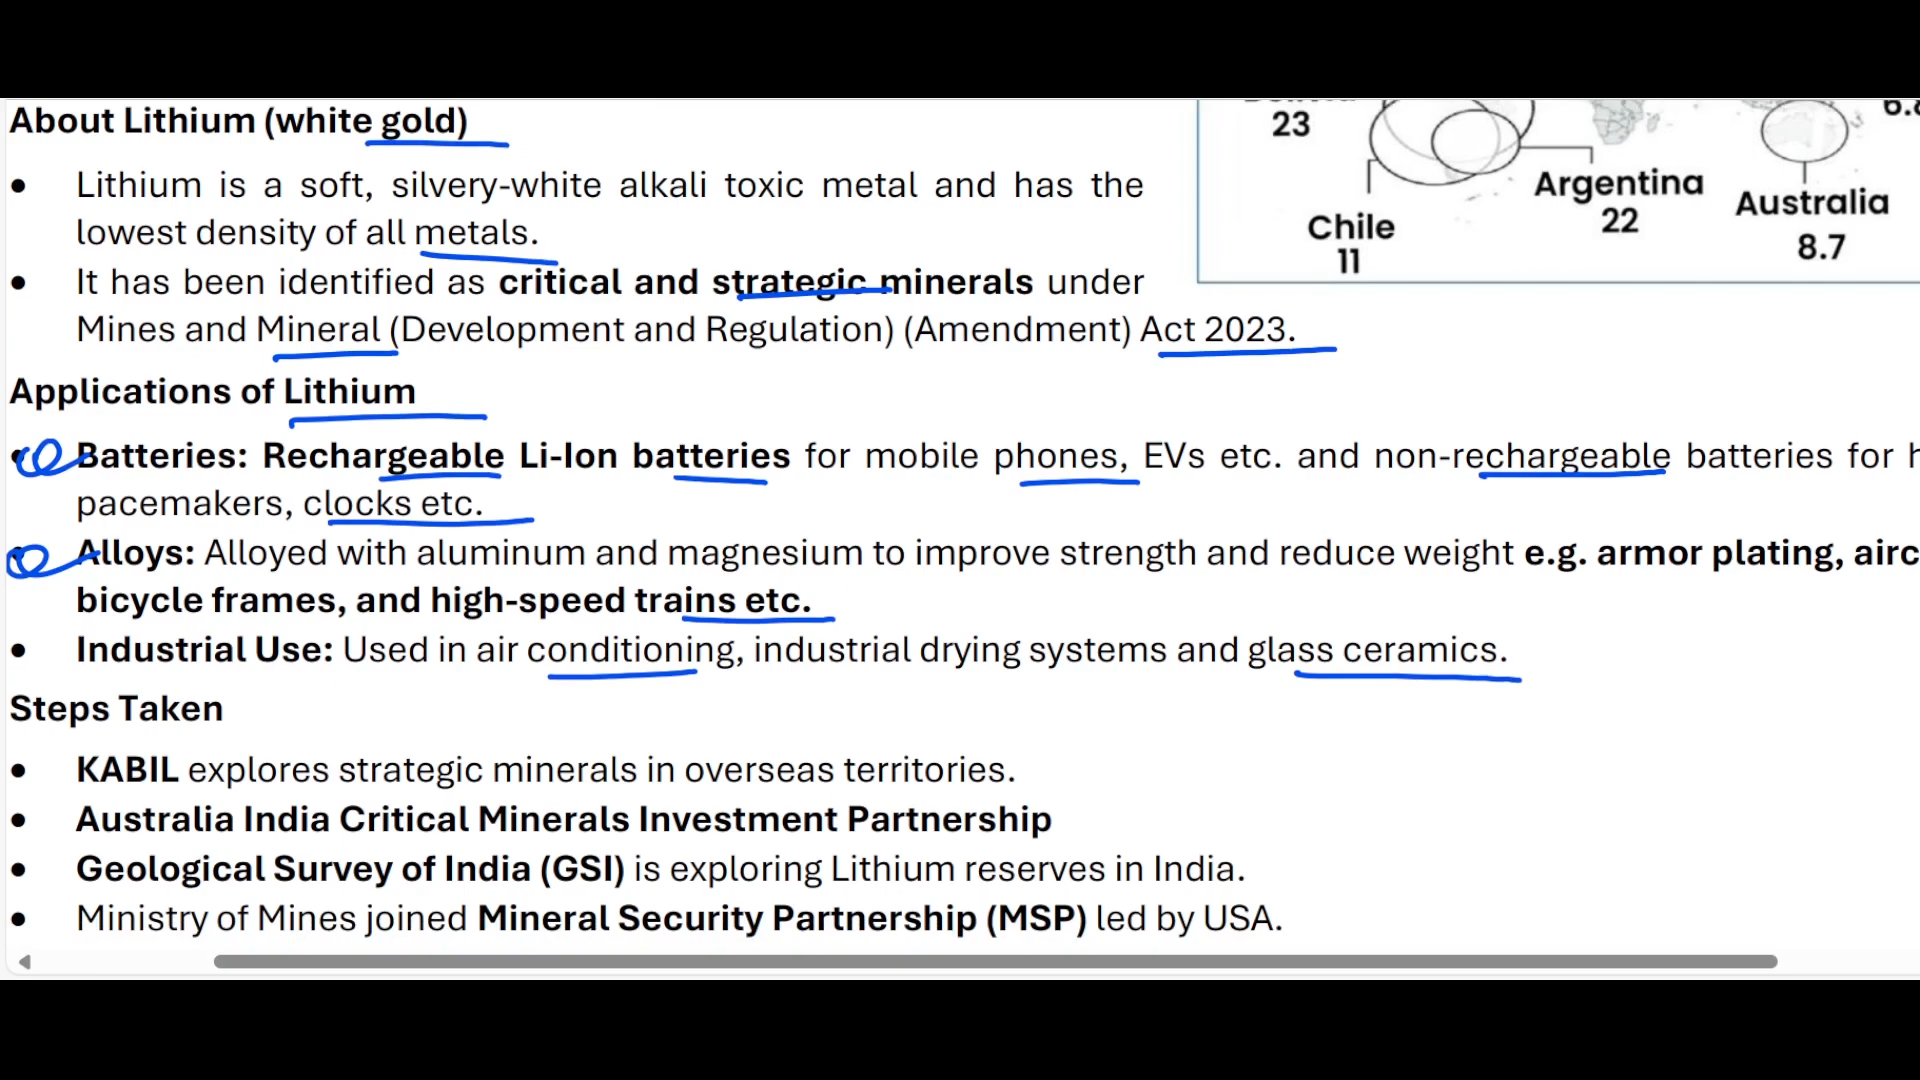 About Lithium (white gold)
• Lithium is a soft, silvery-white alkali toxic metal and has the
lowest density of all metals.
• It has been identified as critical and strategic minerals under
Mines and Mineral (Development and Regulation) (Amendment) Act 2023.
23
Argentina
22
Australia
8.7
Chile
11
Applications of Lithium
• Batteries: Rechargeable Li-Ion batteries for mobile phones, EVs etc. and non-rechargeable batteries for
pacemakers, clocks etc.
• Alloys: Alloyed with aluminum and magnesium to improve strength and reduce weight e.g. armor plating,
bicycle frames, and high-speed trains etc.
• Industrial Use: Used in air conditioning, industrial drying systems and glass ceramics.
Steps Taken
• KABIL explores strategic minerals in overseas territories.
• Australia India Critical Minerals Investment Partnership
• Geological Survey of India (GSI) is exploring Lithium reserves in India.
• Ministry of Mines joined Mineral Security Partnership (MSP) led by USA.